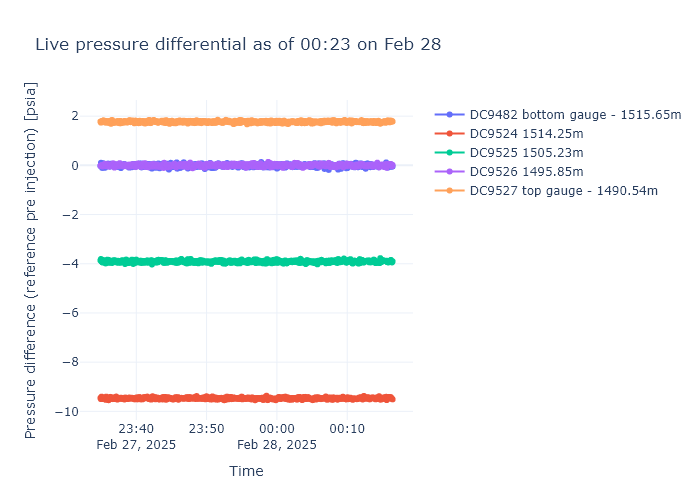 Live pressure differential as of 00:23 on Feb 28
Pressure difference (reference pre injection) [psia]
2
0
−2
−4
−6
−8
−10
23:40
Feb 27, 2025
23:50
00:00
Feb 28, 2025
00:10
Time
DC9482 bottom gauge - 1515.65m
DC9524 1514.25m
DC9525 1505.23m
DC9526 1495.85m
DC9527 top gauge - 1490.54m